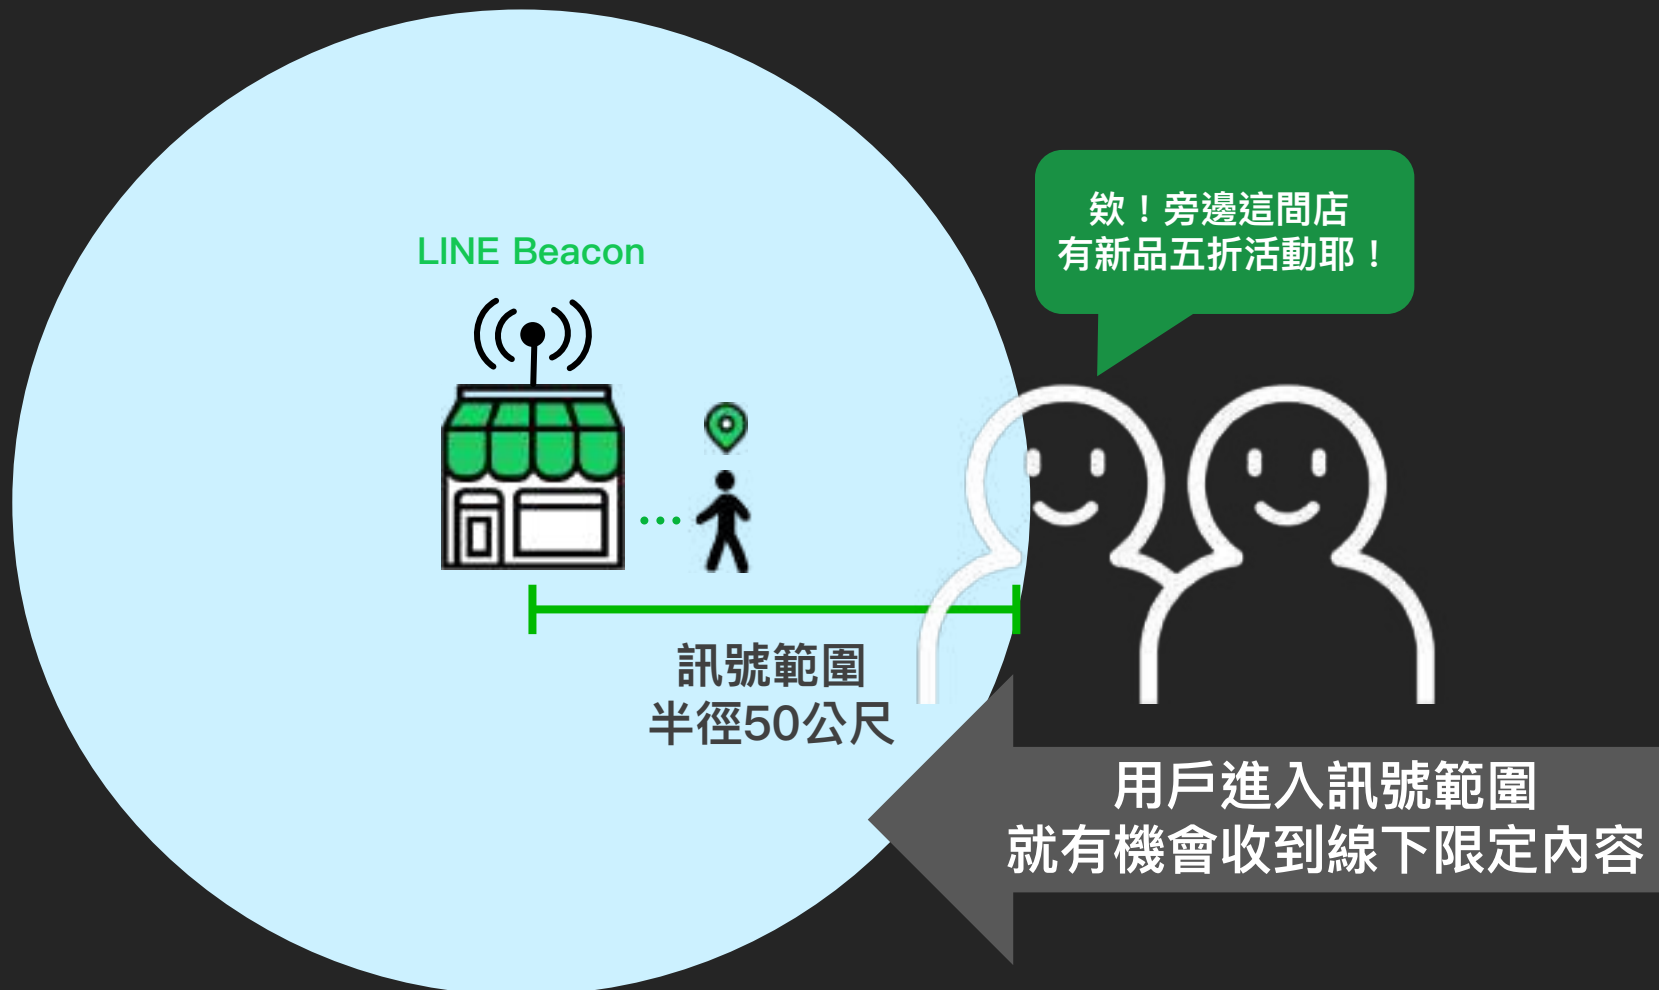 欸！旁邊這間店
有新品五折活動耶！
LINE Beacon
訊號範圍
半徑50公尺
用戶進入訊號範圍
就有機會收到線下限定內容